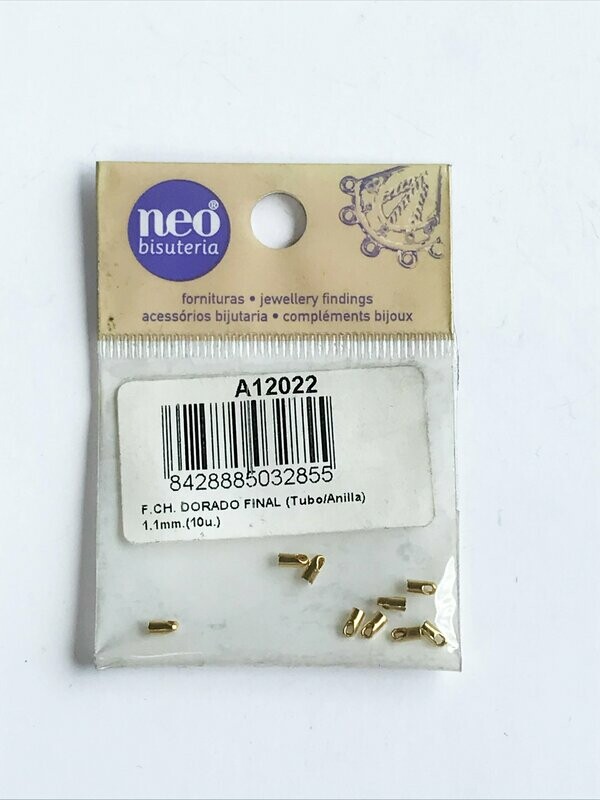 neo®
bisuteria
fornituras • jewellery findings
acessórios bijutaria • compléments bijoux
A12022
8428885032855
F.CH. DORADO FINAL (Tubo/Anilla)
1.1mm.(10u.)